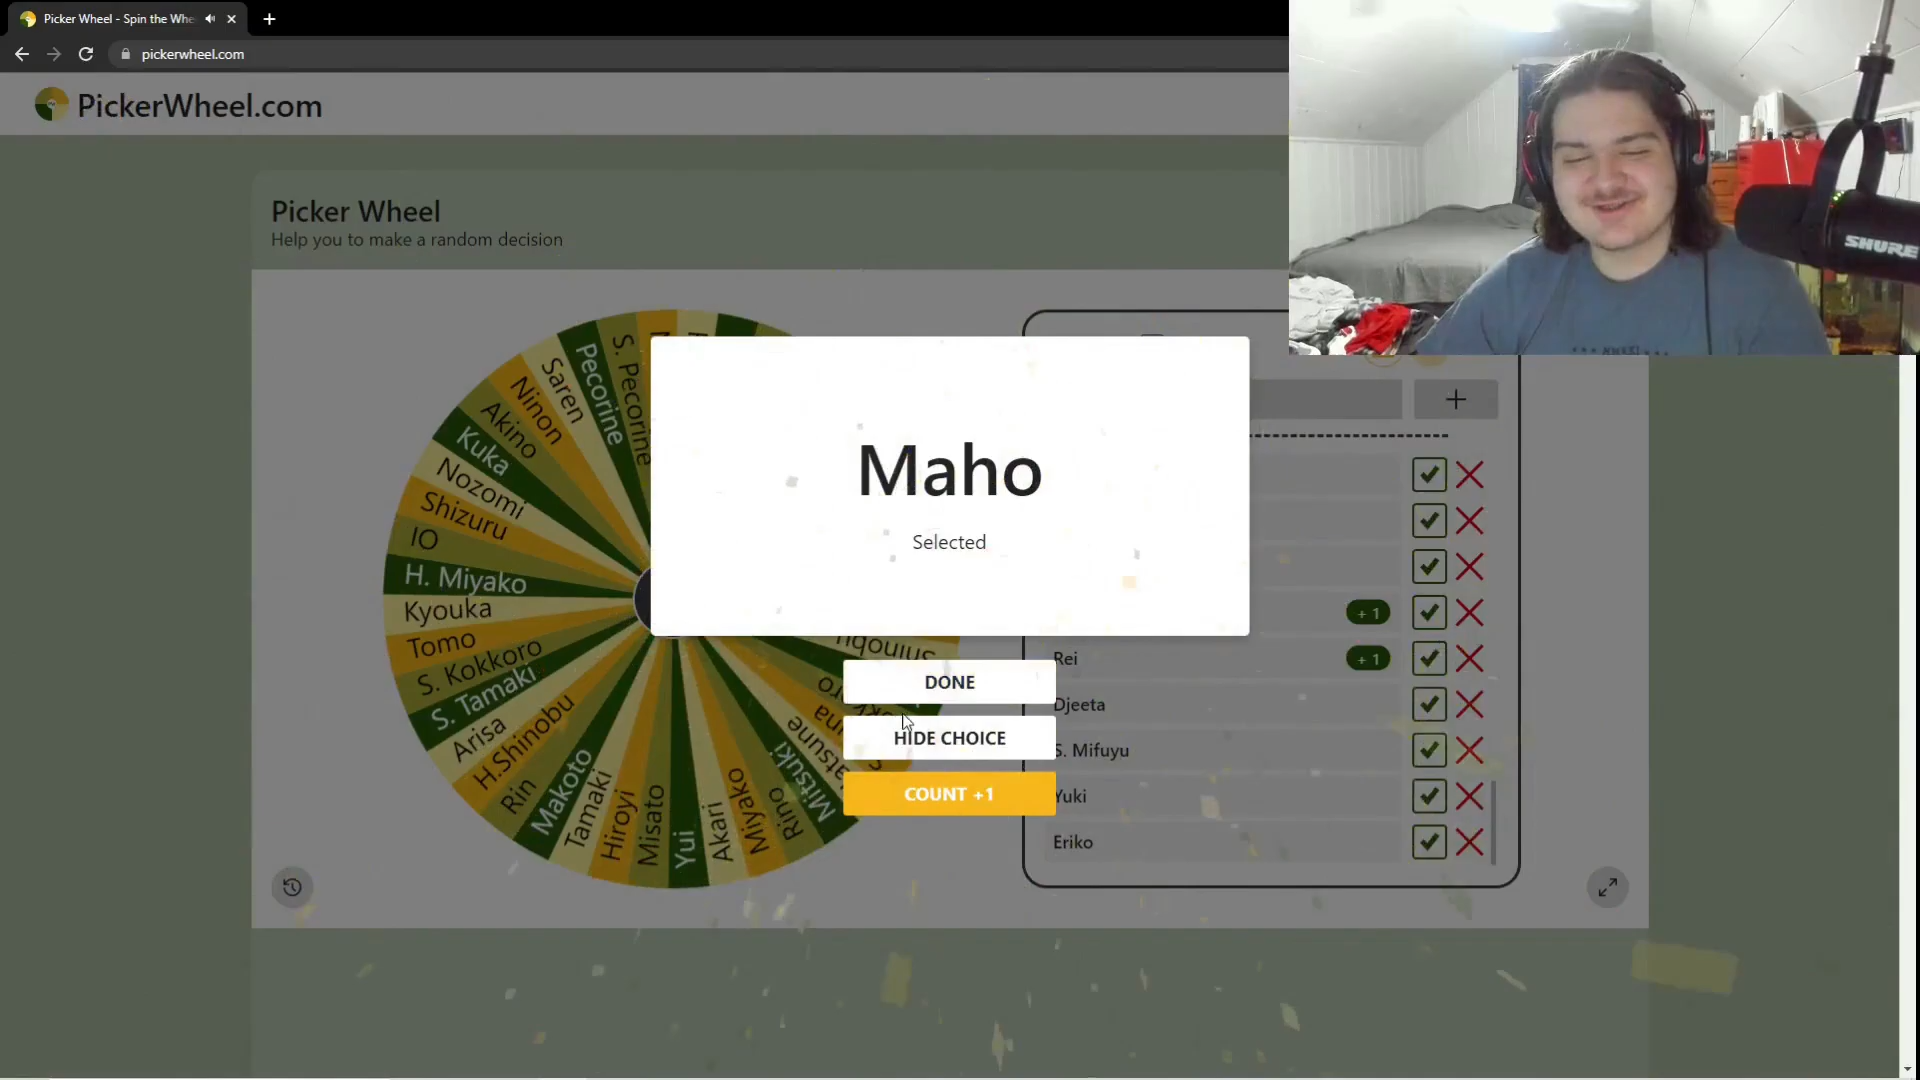 Picker Wheel - Spin the Whe
pickerwheel.com
PickerWheel.com
Picker Wheel
Help you to make a random decision
S. Pecorine
Pecorine
Saren
Ninon
Akino
Kuka
Nozomi
Shizuru
IO
H. Miyako
Kyouka
Tomo
S. Kokkoro
S. Tamaki
Arisa
H.Shinobu
Rin
Makoto
Tamaki
Hiroyi
Misato
Yui
Akari
Miyako
Rino
Mitsuki
Shinobu
Maho
Selected
DONE
HIDE CHOICE
COUNT +1
+ 1
Rei
+ 1
Djeeta
S. Mifuyu
Yuki
Eriko
SHURE